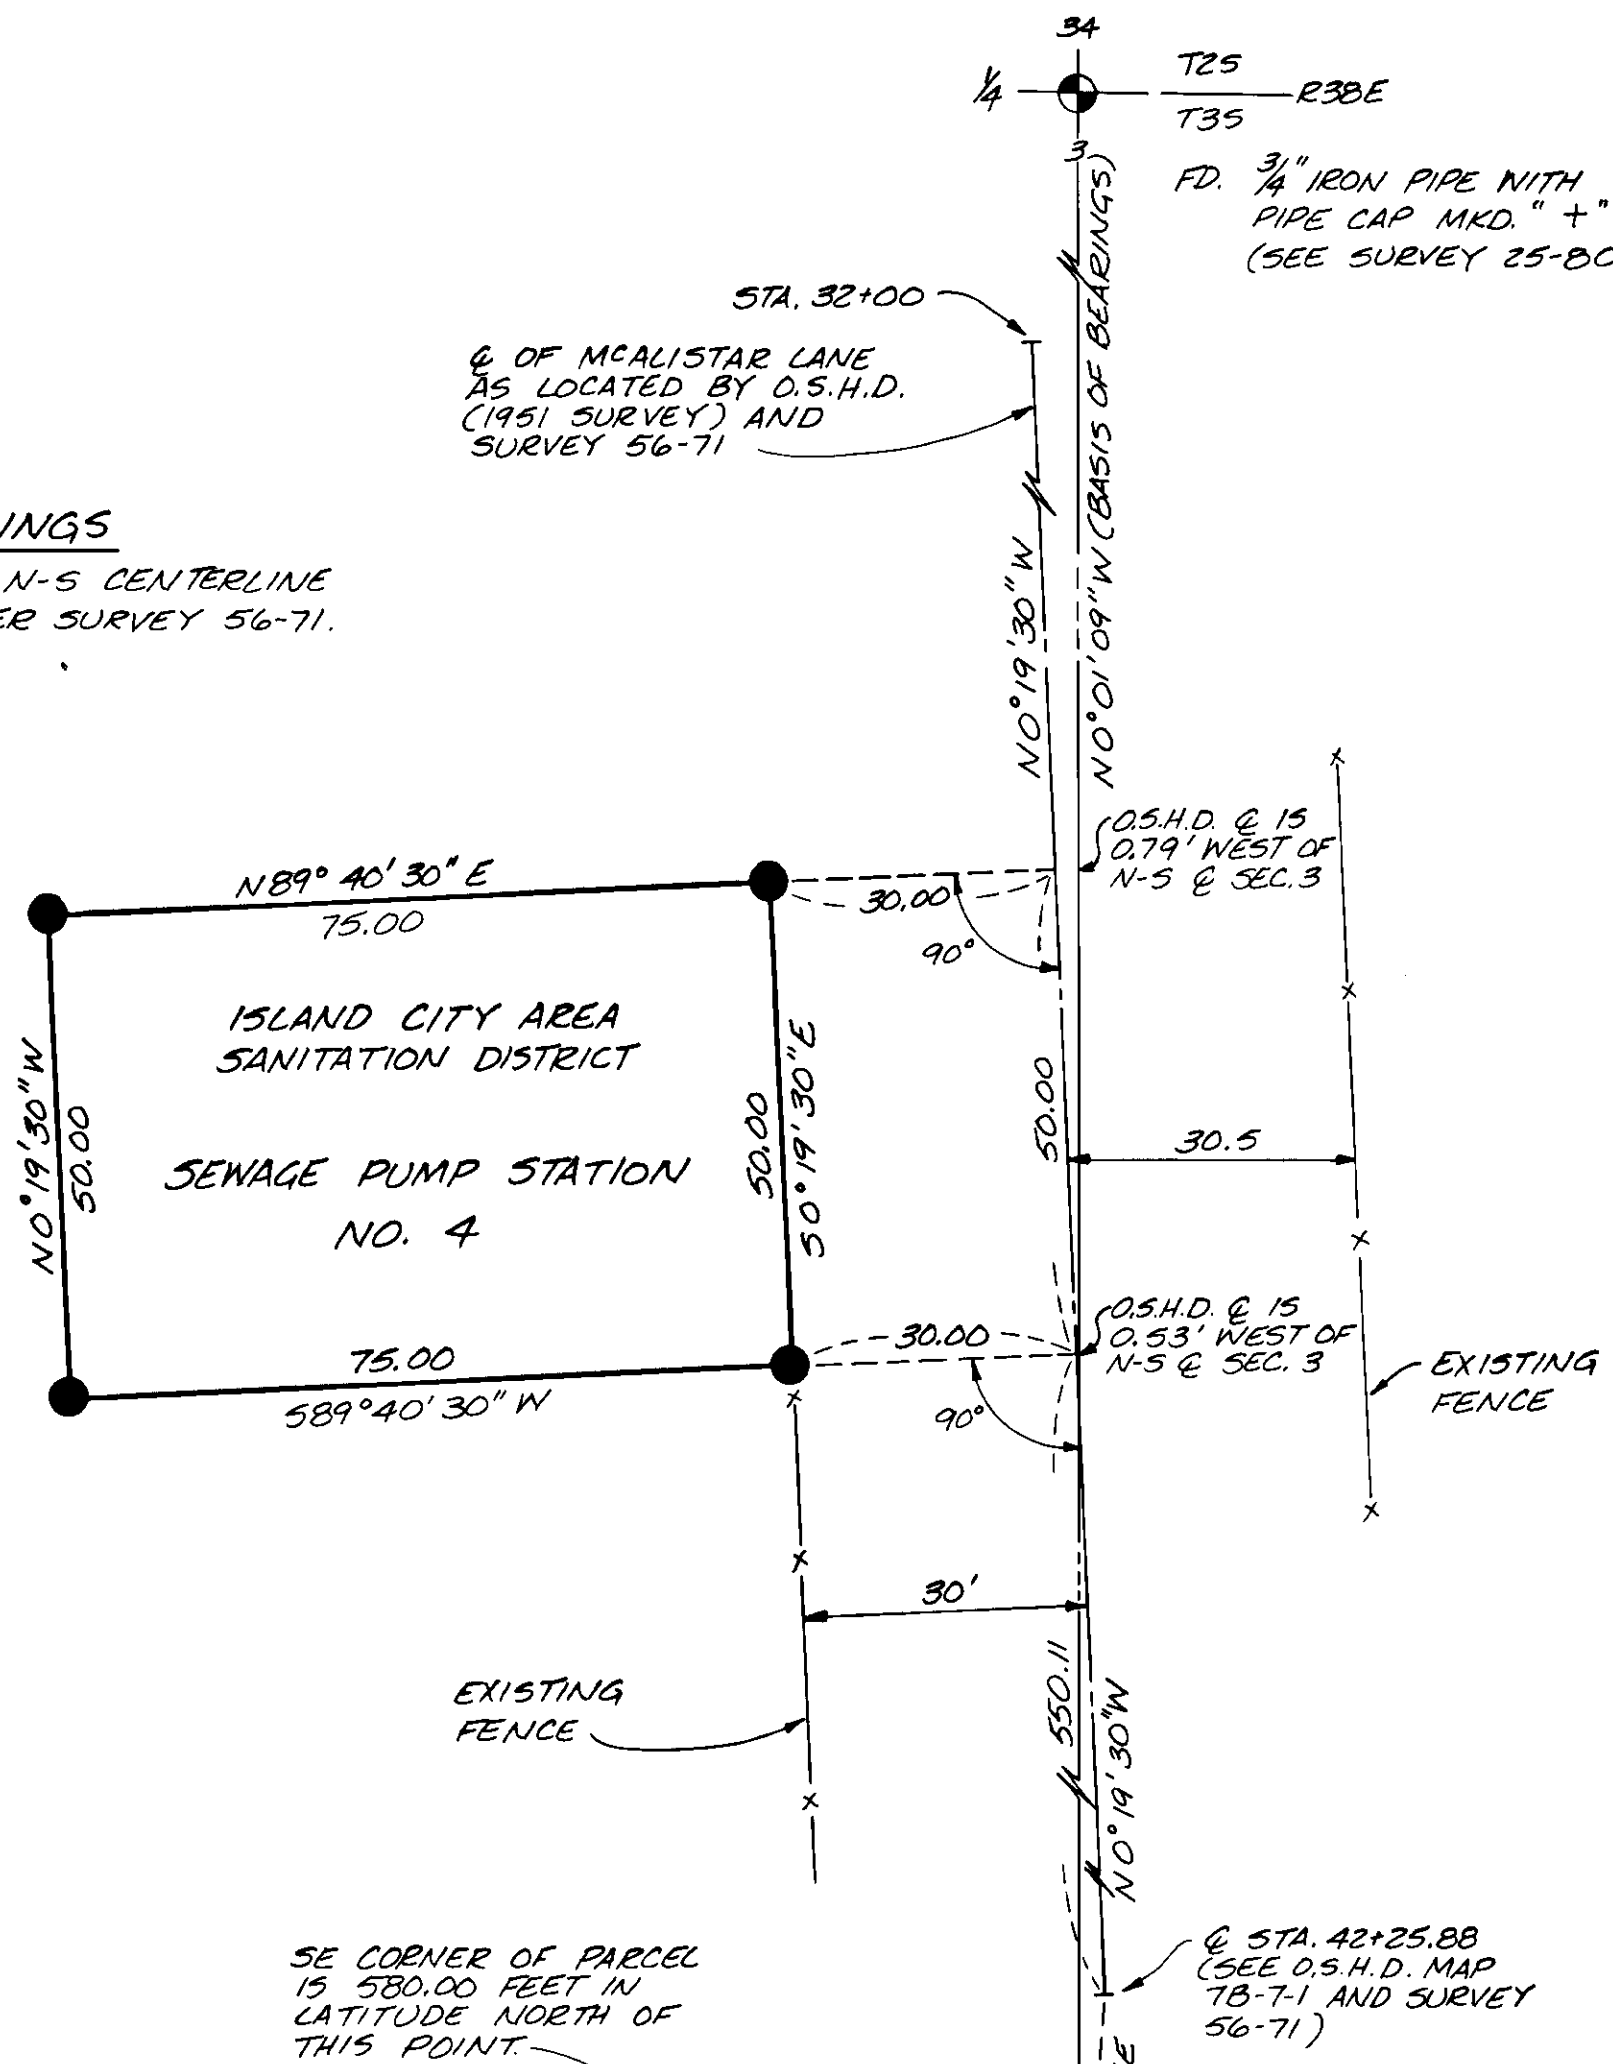 34
1/4
T2S
R38E
T3S
3
FD. 3/4" IRON PIPE WITH
PIPE CAP MKD. "+"
(SEE SURVEY 25-80
STA. 32+00
℄ OF McALISTAR LANE
AS LOCATED BY O.S.H.D.
(1951 SURVEY) AND
SURVEY 56-71
N0°01'09"W (BASIS OF BEARINGS)
N0°19'30"W
INGS
N-S CENTERLINE
ER SURVEY 56-71.
O.S.H.D. ℄ IS
0.79' WEST OF
N-S ℄ SEC. 3
N89°40'30"E
75.00
30.00
90°
ISLAND CITY AREA
SANITATION DISTRICT
SEWAGE PUMP STATION
NO. 4
N0°19'30"W
50.00
50.00
S0°19'30"E
50.00
30.5
75.00
S89°40'30"W
30.00
90°
O.S.H.D. ℄ IS
0.53' WEST OF
N-S ℄ SEC. 3
EXISTING
FENCE
30'
EXISTING
FENCE
550.11
N0°19'30"W
SE CORNER OF PARCEL
IS 580.00 FEET IN
LATITUDE NORTH OF
THIS POINT.
℄ STA. 42+25.88
(SEE O.S.H.D. MAP
7B-7-1 AND SURVEY
56-71)
E